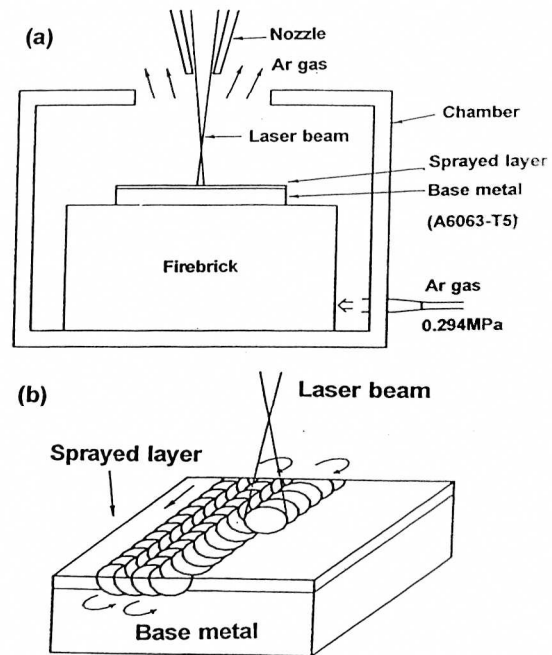 (a)
Nozzle
Ar gas
Chamber
Laser beam
Sprayed layer
Base metal
(A6063-T5)
Firebrick
Ar gas
0.294MPa
(b)
Laser beam
Sprayed layer
Base metal